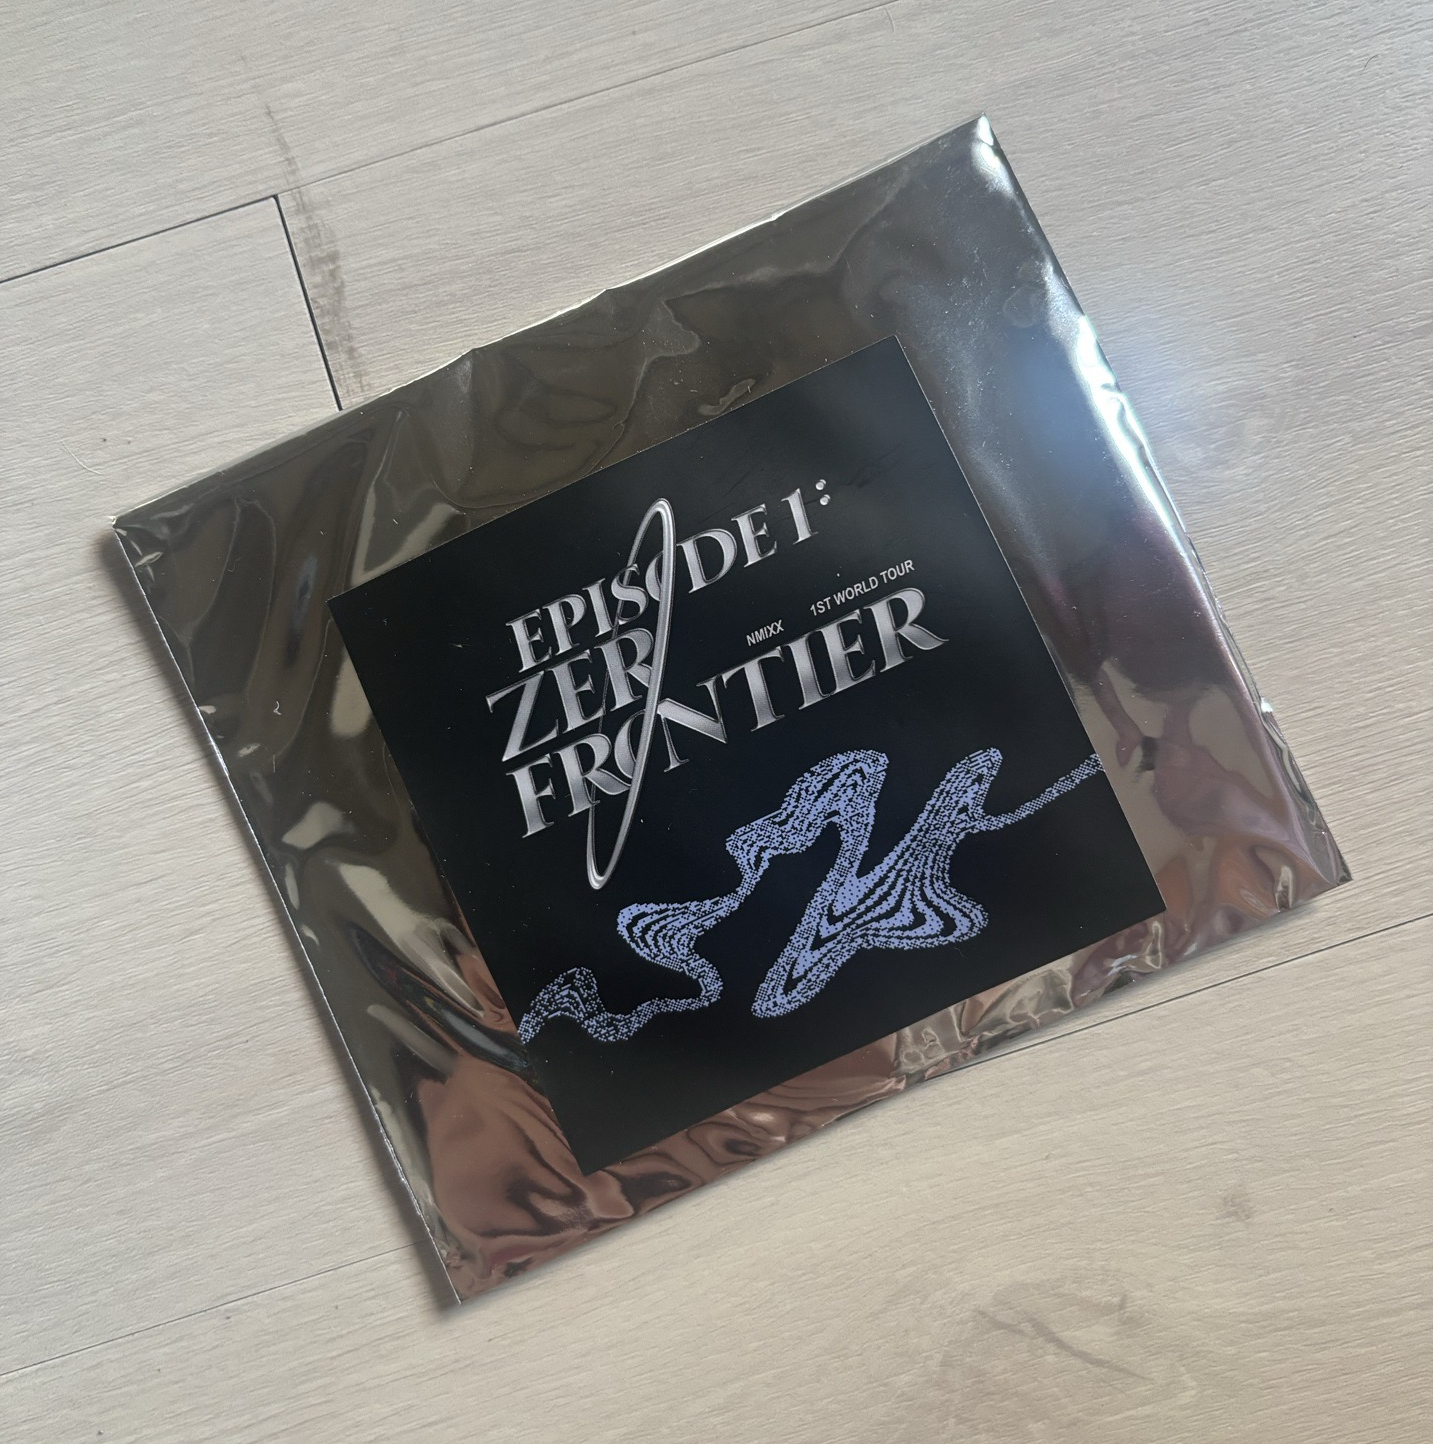 EPISODE 1:
ZERO
NMIXX 1ST WORLD TOUR
FRONTIER